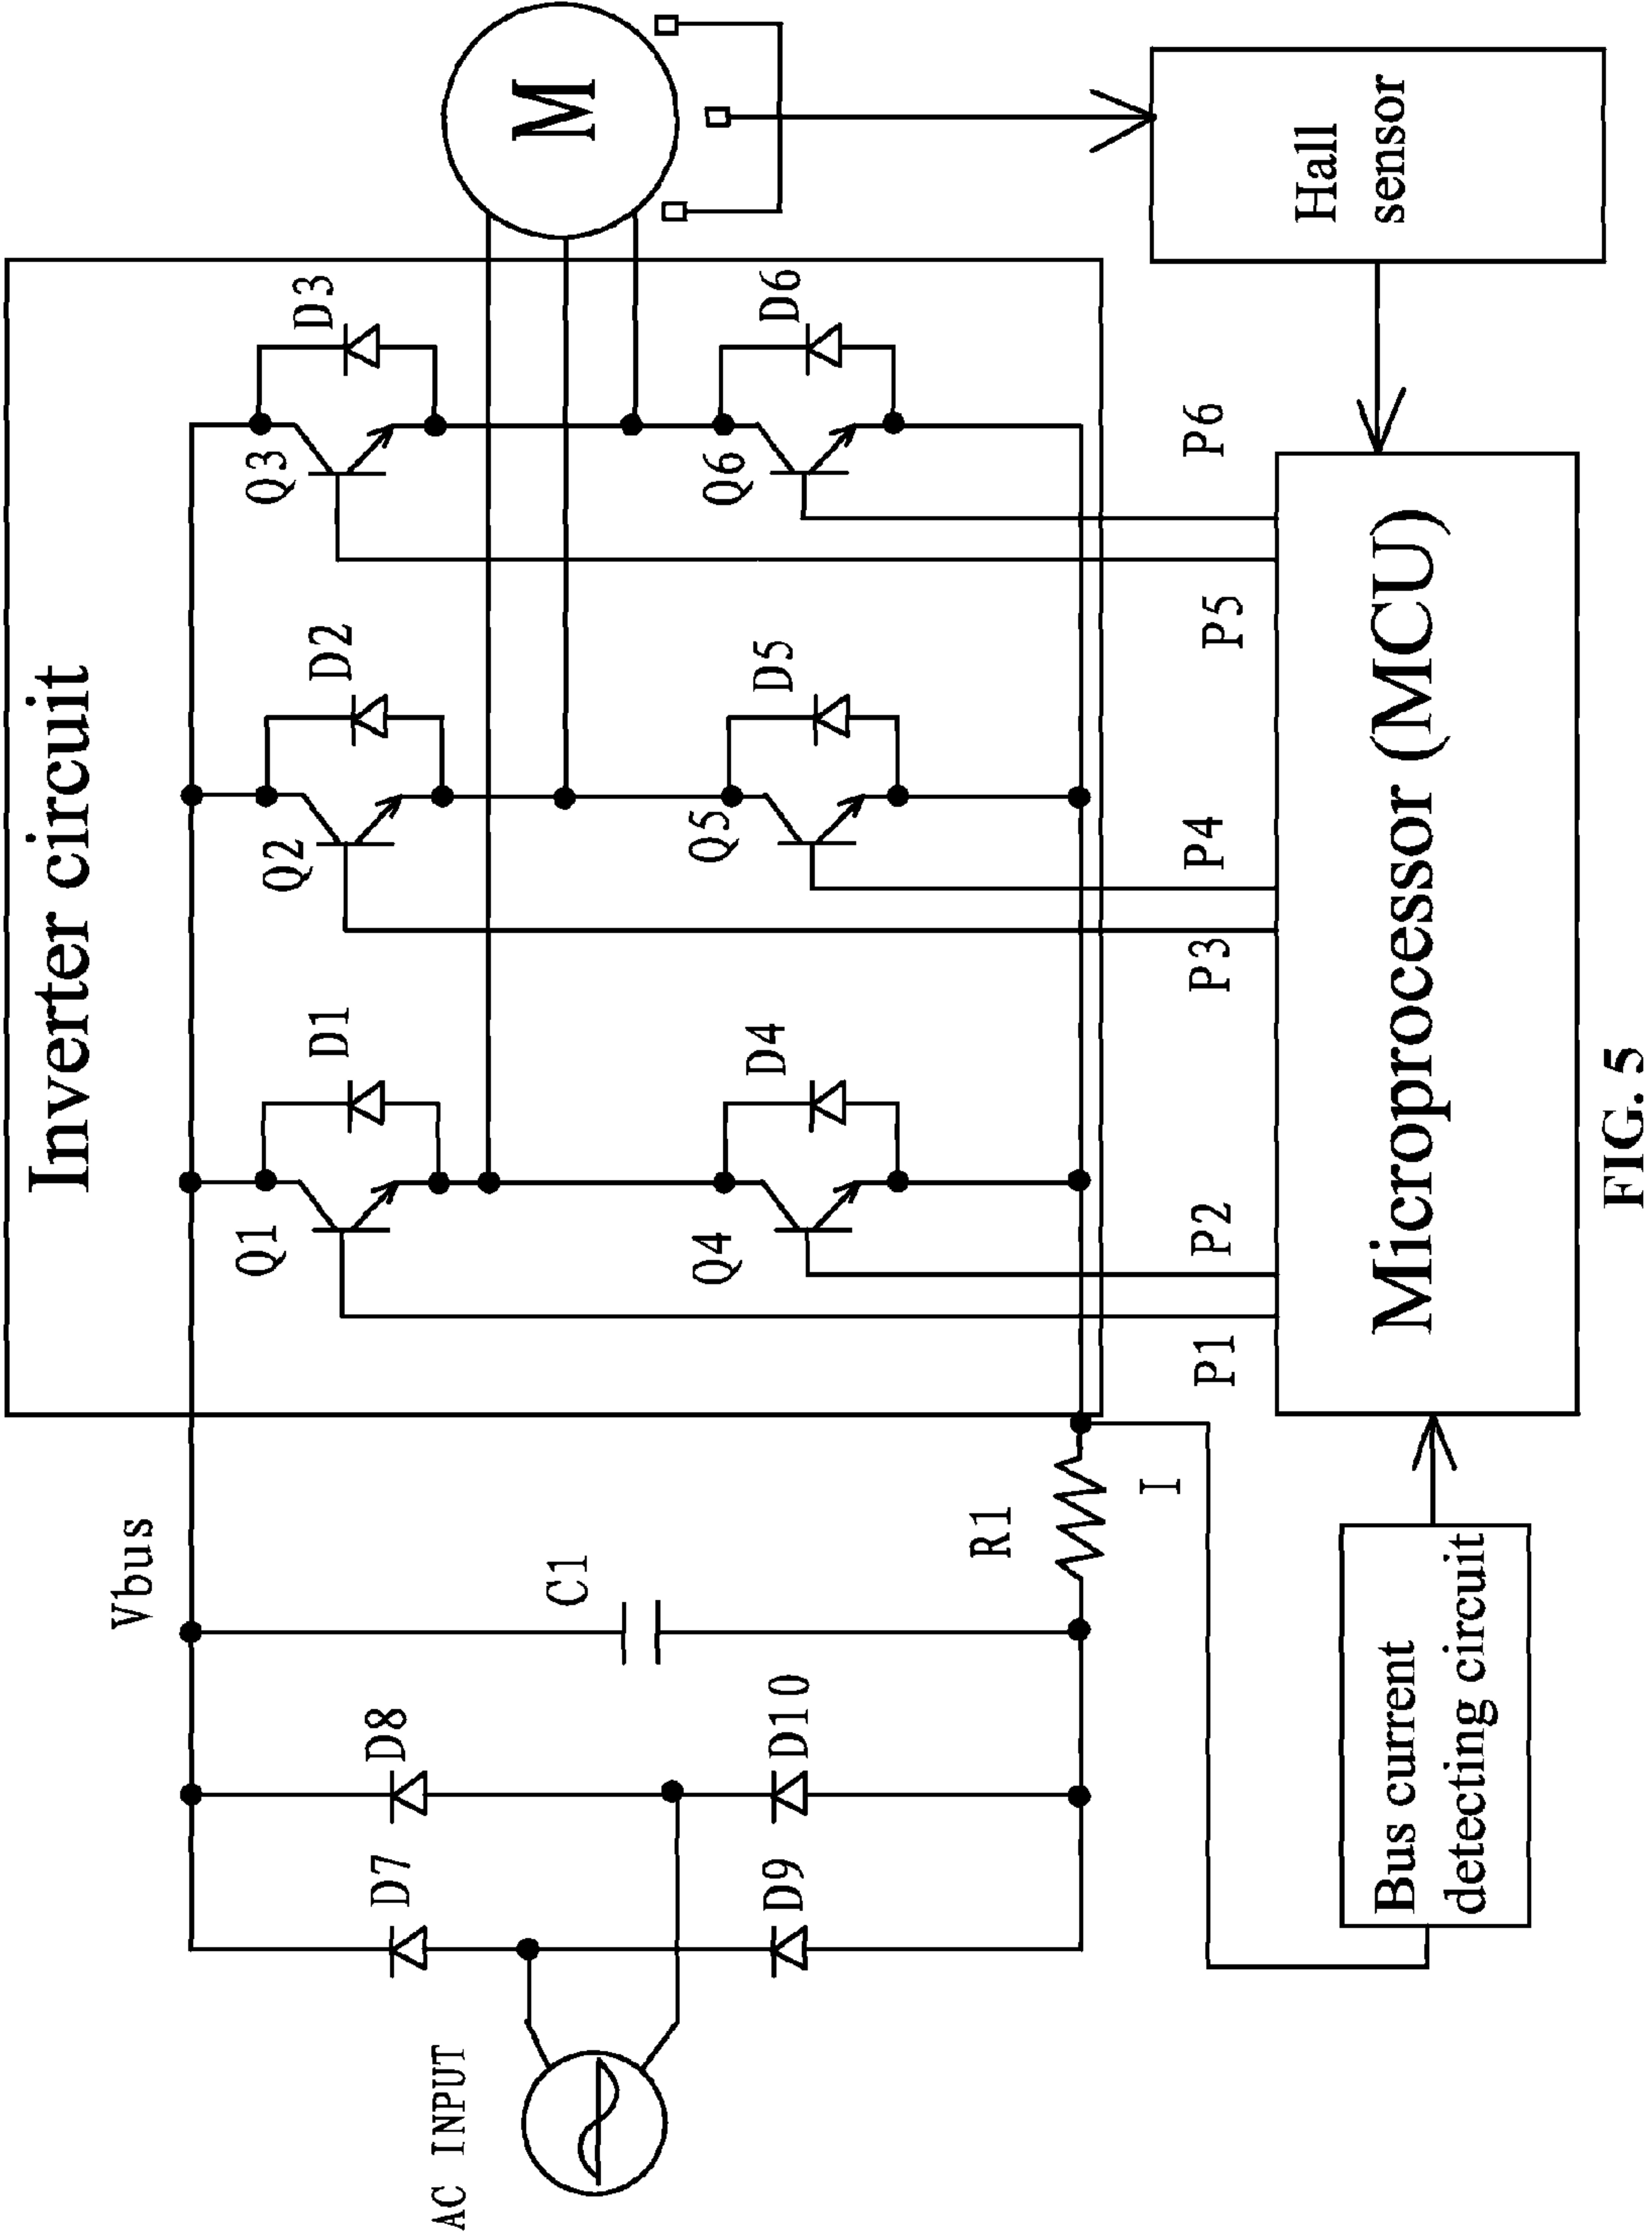 Inverter circuit
Vbus
Q1
D1
Q2
D2
Q3
D3
D7
D8
C1
M
AC INPUT
D9
D10
Q4
D4
Q5
D5
Q6
D6
R1
I
P1
P2
P3
P4
P5
P6
Bus current
detecting circuit
Microprocessor (MCU)
Hall
sensor
FIG. 5